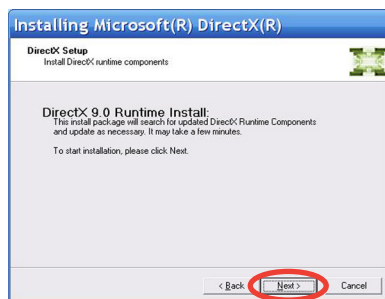 Installing Microsoft(R) DirectX(R)
DirectX Setup
Install DirectX runtime components
DirectX 9.0 Runtime Install:
This install package will search for updated DirectX Runtime Components
and update as necessary. It may take a few minutes.
To start installation, please click Next.
< Back Next > Cancel